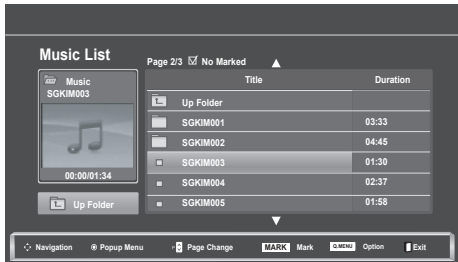 Music List
Page 2/3 No Marked
Music
SGKIM003
00:00/01:34
Up Folder
Title Duration
Up Folder
SGKIM001 03:33
SGKIM002 04:45
SGKIM003 01:30
SGKIM004 02:37
SGKIM005 01:58
Navigation Popup Menu P Page Change MARK Mark Q.MENU Option Exit